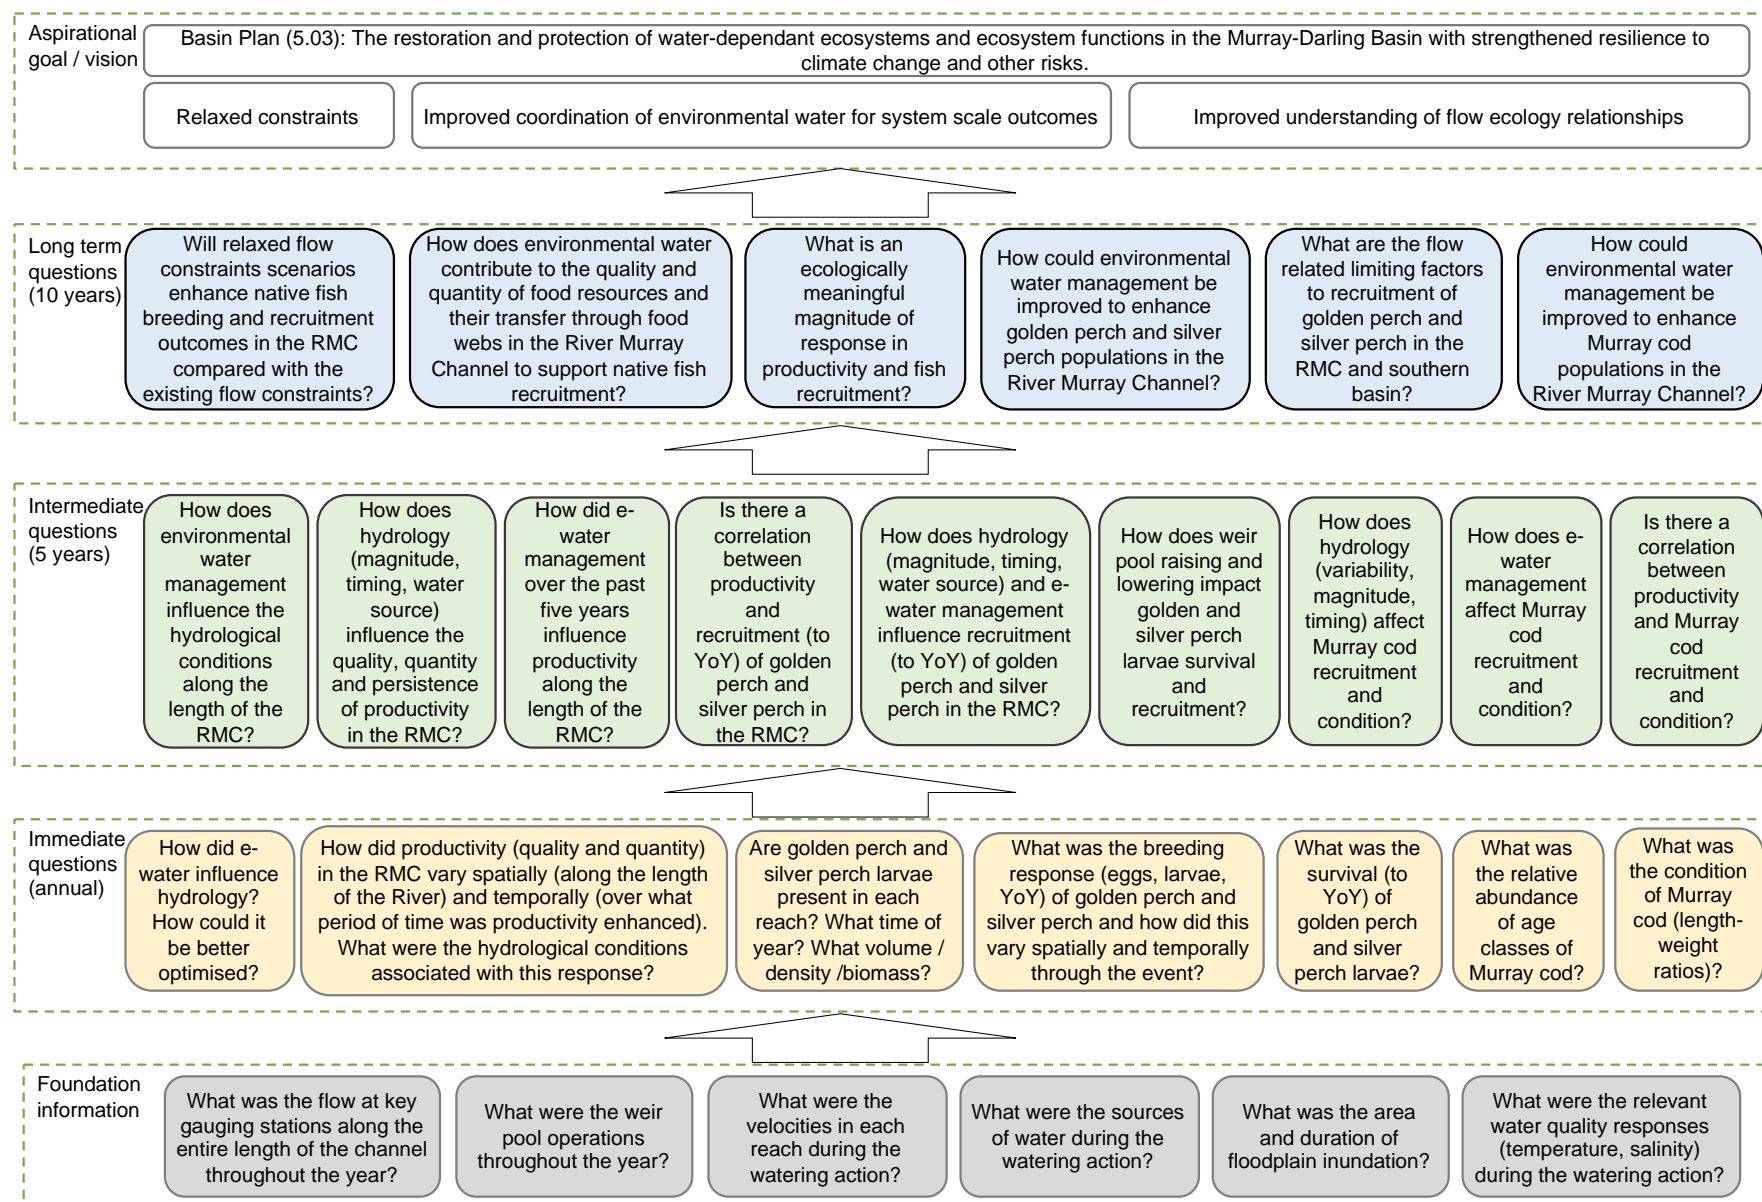 Aspirational
goal / vision
Basin Plan (5.03): The restoration and protection of water-dependant ecosystems and ecosystem functions in the Murray-Darling Basin with strengthened resilience to
climate change and other risks.
Relaxed constraints
Improved coordination of environmental water for system scale outcomes
Improved understanding of flow ecology relationships
Long term
questions
(10 years)
Will relaxed flow
constraints scenarios
enhance native fish
breeding and recruitment
outcomes in the RMC
compared with the
existing flow constraints?
How does environmental water
contribute to the quality and
quantity of food resources and
their transfer through food
webs in the River Murray
Channel to support native fish
recruitment?
What is an
ecologically
meaningful
magnitude of
response in
productivity and fish
recruitment?
How could environmental
water management be
improved to enhance
golden perch and silver
perch populations in the
River Murray Channel?
What are the flow
related limiting factors
to recruitment of
golden perch and
silver perch in the
RMC and southern
basin?
How could
environmental water
management be
improved to enhance
Murray cod
populations in the
River Murray Channel?
Intermediate
questions
(5 years)
How does
environmental
water
management
influence the
hydrological
conditions
along the
length of the
RMC?
How does
hydrology
(magnitude,
timing, water
source)
influence the
quality, quantity
and persistence
of productivity
in the RMC?
How did e-
water
management
over the past
five years
influence
productivity
along the
length of the
RMC?
Is there a
correlation
between
productivity
and
recruitment (to
YoY) of golden
perch and
silver perch in
the RMC?
How does hydrology
(magnitude, timing,
water source) and e-
water management
influence recruitment
(to YoY) of golden
perch and silver
perch in the RMC?
How does weir
pool raising and
lowering impact
golden and
silver perch
larvae survival
and
recruitment?
How does
hydrology
(variability,
magnitude,
timing) affect
Murray cod
recruitment
and
condition?
How does e-
water
management
affect Murray
cod
recruitment
and
condition?
Is there a
correlation
between
productivity
and Murray
cod
recruitment
and
condition?
Immediate
questions
(annual)
How did e-
water influence
hydrology?
How could it
be better
optimised?
How did productivity (quality and quantity)
in the RMC vary spatially (along the length
of the River) and temporally (over what
period of time was productivity enhanced).
What were the hydrological conditions
associated with this response?
Are golden perch and
silver perch larvae
present in each
reach? What time of
year? What volume /
density /biomass?
What was the breeding
response (eggs, larvae,
YoY) of golden perch and
silver perch and how did this
vary spatially and temporally
through the event?
What was the
survival (to
YoY) of
golden perch
and silver
perch larvae?
What was
the relative
abundance
of age
classes of
Murray cod?
What was
the condition
of Murray
cod (length-
weight
ratios)?
Foundation
information
What was the flow at key
gauging stations along the
entire length of the channel
throughout the year?
What were the weir
pool operations
throughout the year?
What were the
velocities in each
reach during the
watering action?
What were the sources
of water during the
watering action?
What was the area
and duration of
floodplain inundation?
What were the relevant
water quality responses
(temperature, salinity)
during the watering action?